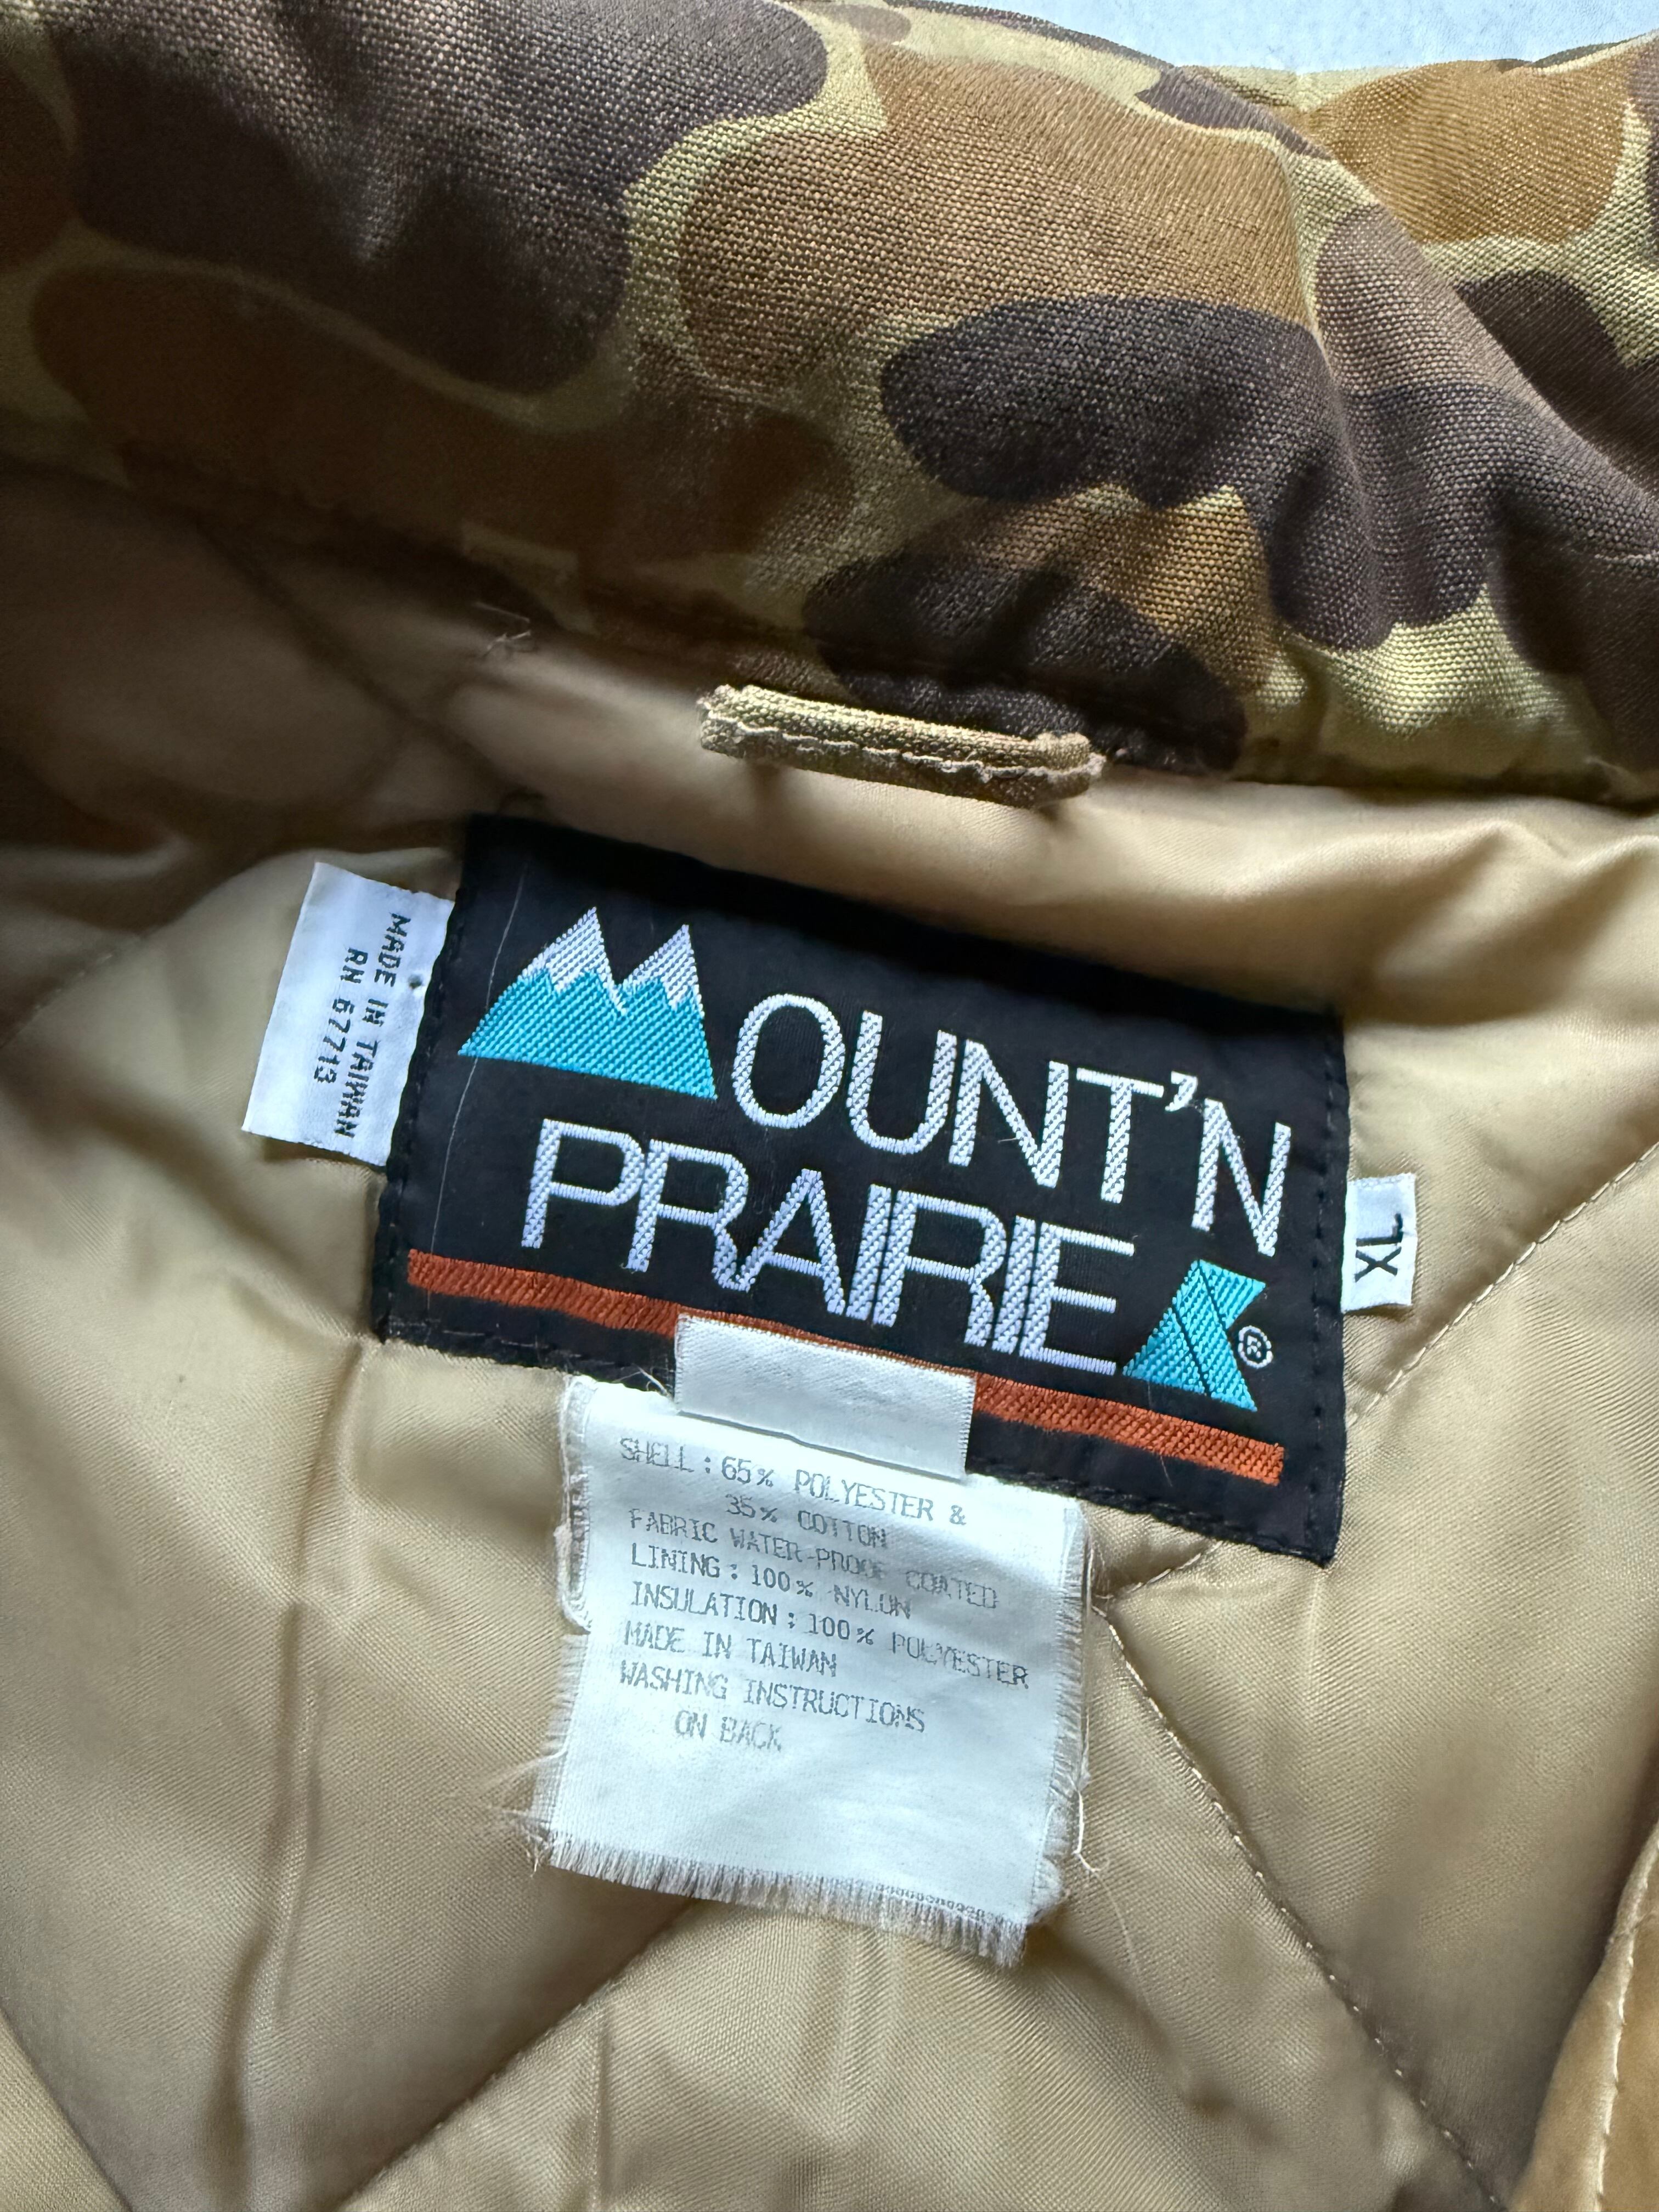 MADE IN TAIWAN
RN 67713
MOUNT'N
PRAIRIE ®
XL
SHELL : 65% POLYESTER &
35% COTTON
FABRIC WATER-PROOF COATED
LINING : 100% NYLON
INSULATION : 100% POLYESTER
MADE IN TAIWAN
WASHING INSTRUCTIONS
ON BACK